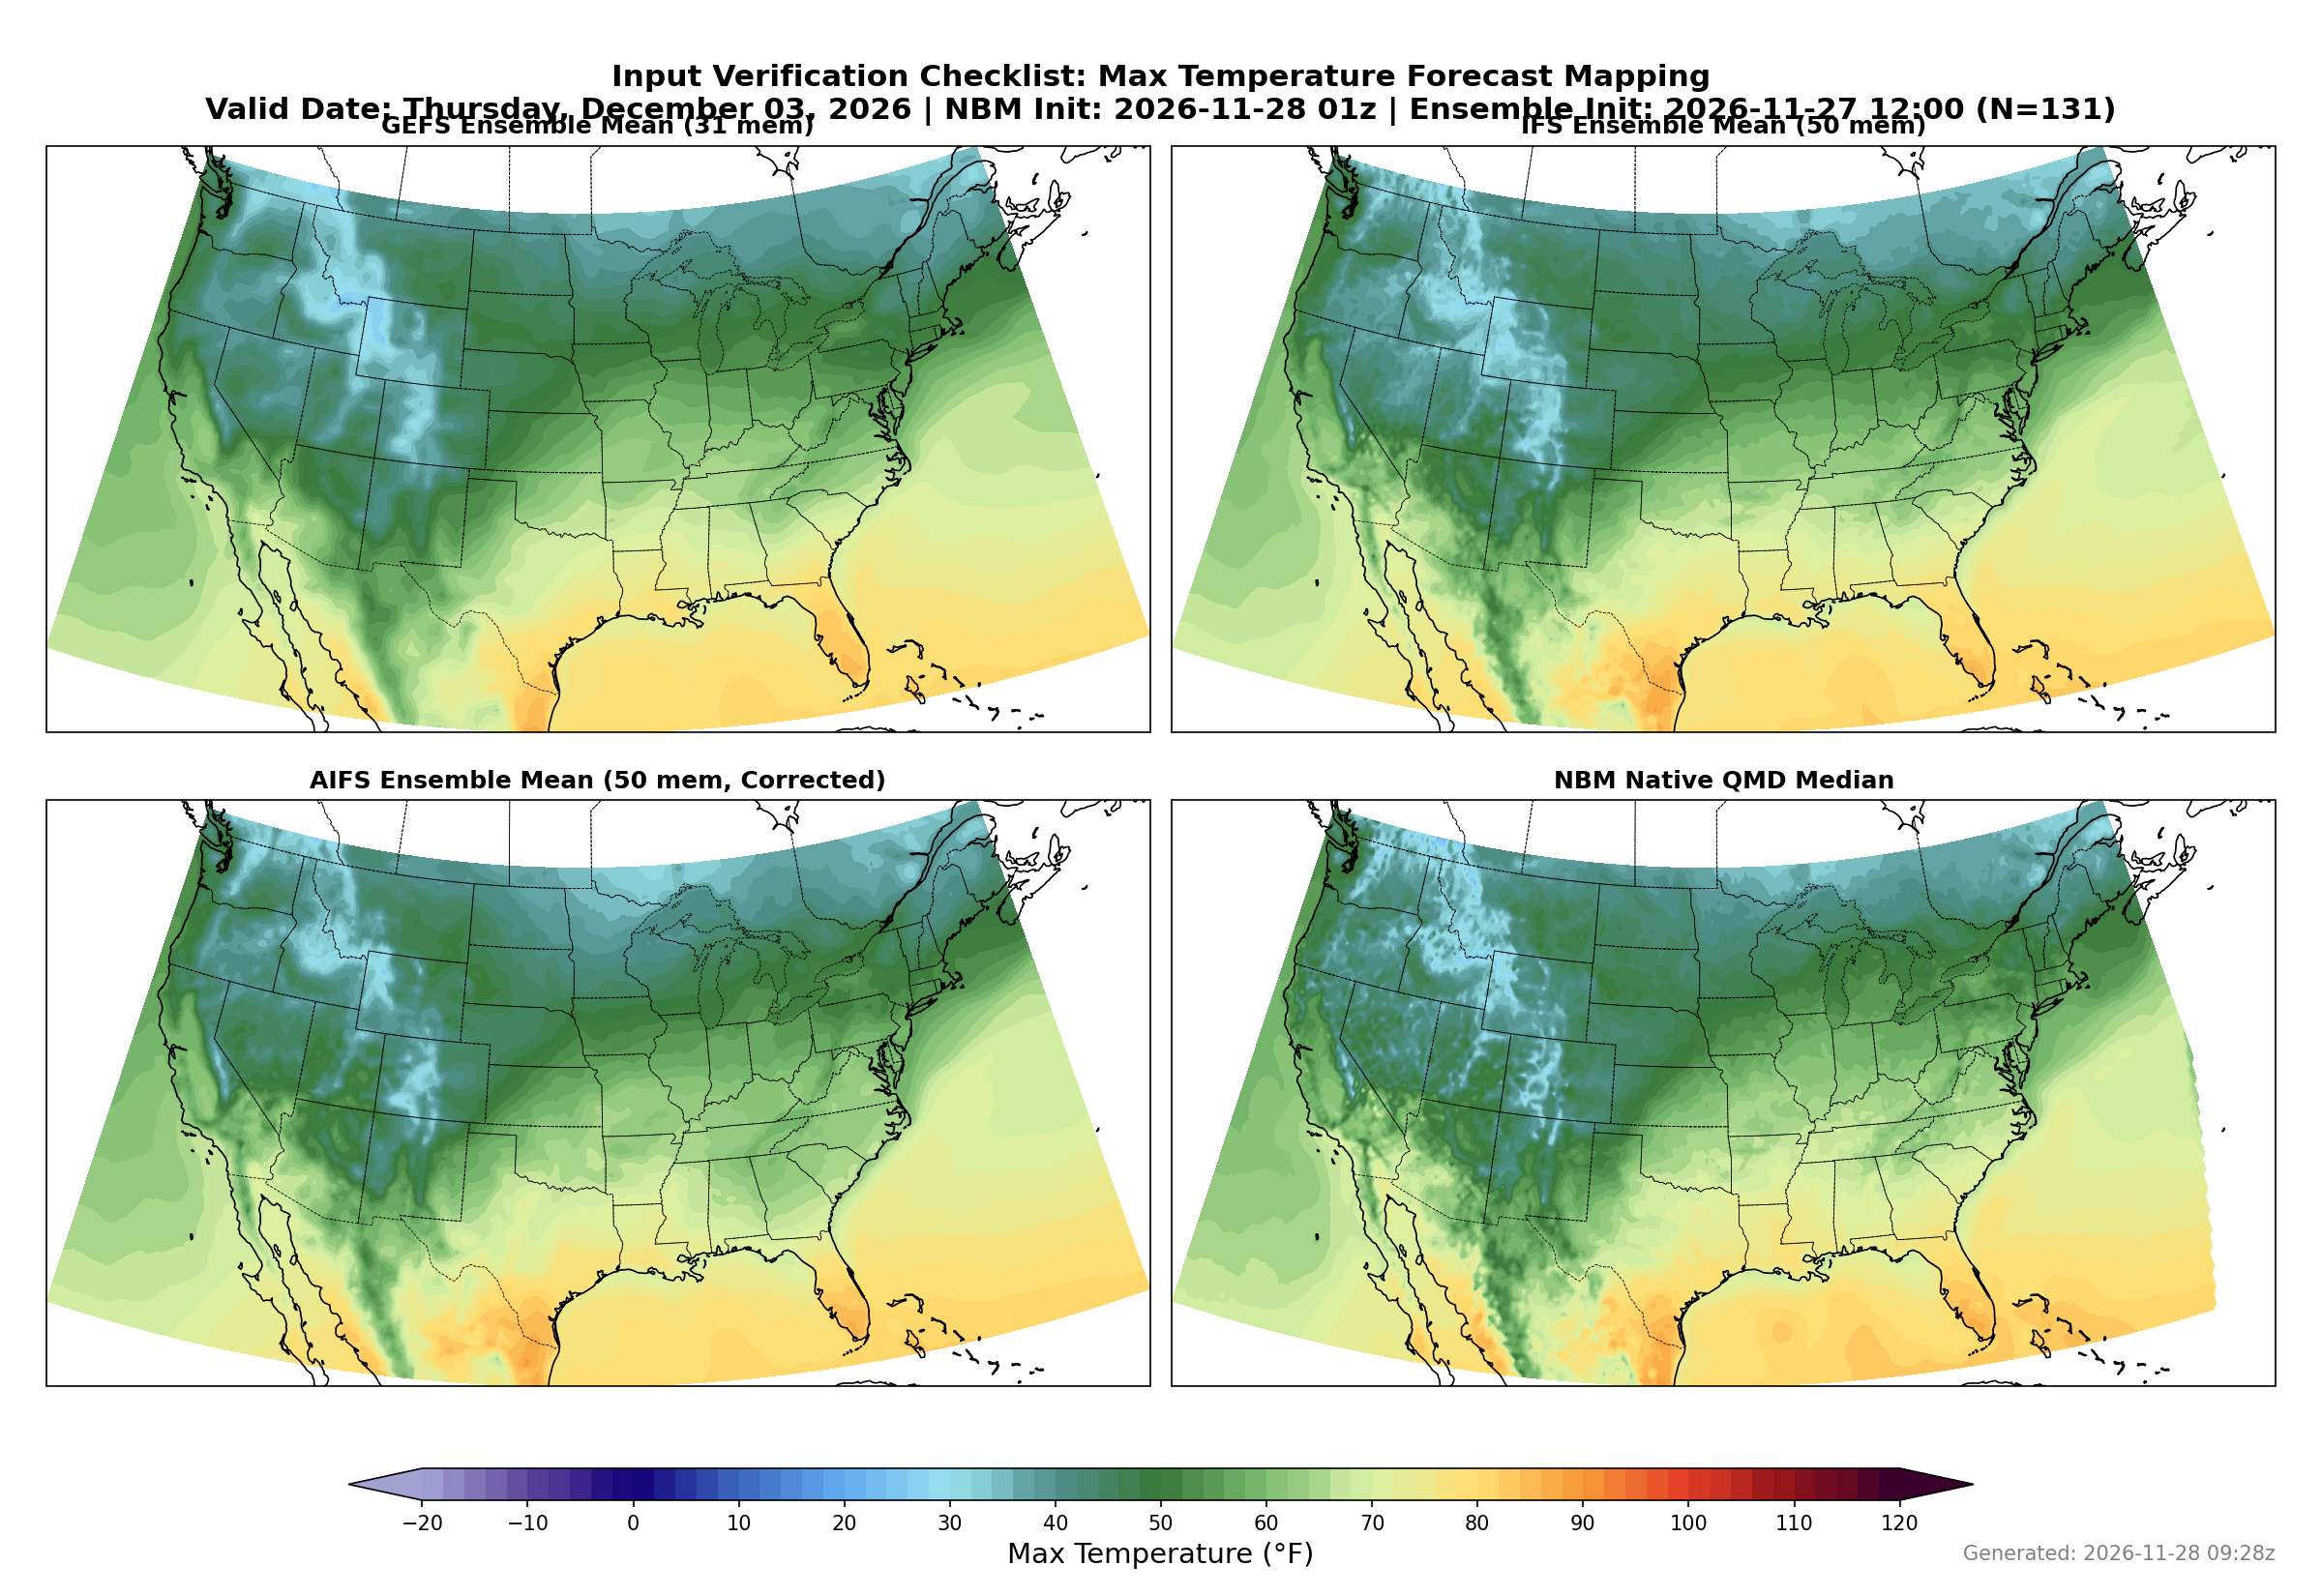 Input Verification Checklist: Max Temperature Forecast Mapping
Valid Date: Thursday, December 03, 2026 | NBM Init: 2026-11-28 01z | Ensemble Init: 2026-11-27 12:00 (N=131)
GEFS Ensemble Mean (31 mem)
IFS Ensemble Mean (50 mem)
AIFS Ensemble Mean (50 mem, Corrected)
NBM Native QMD Median
−20 −10 0 10 20 30 40 50 60 70 80 90 100 110 120
Max Temperature (°F)
Generated: 2026-11-28 09:28z